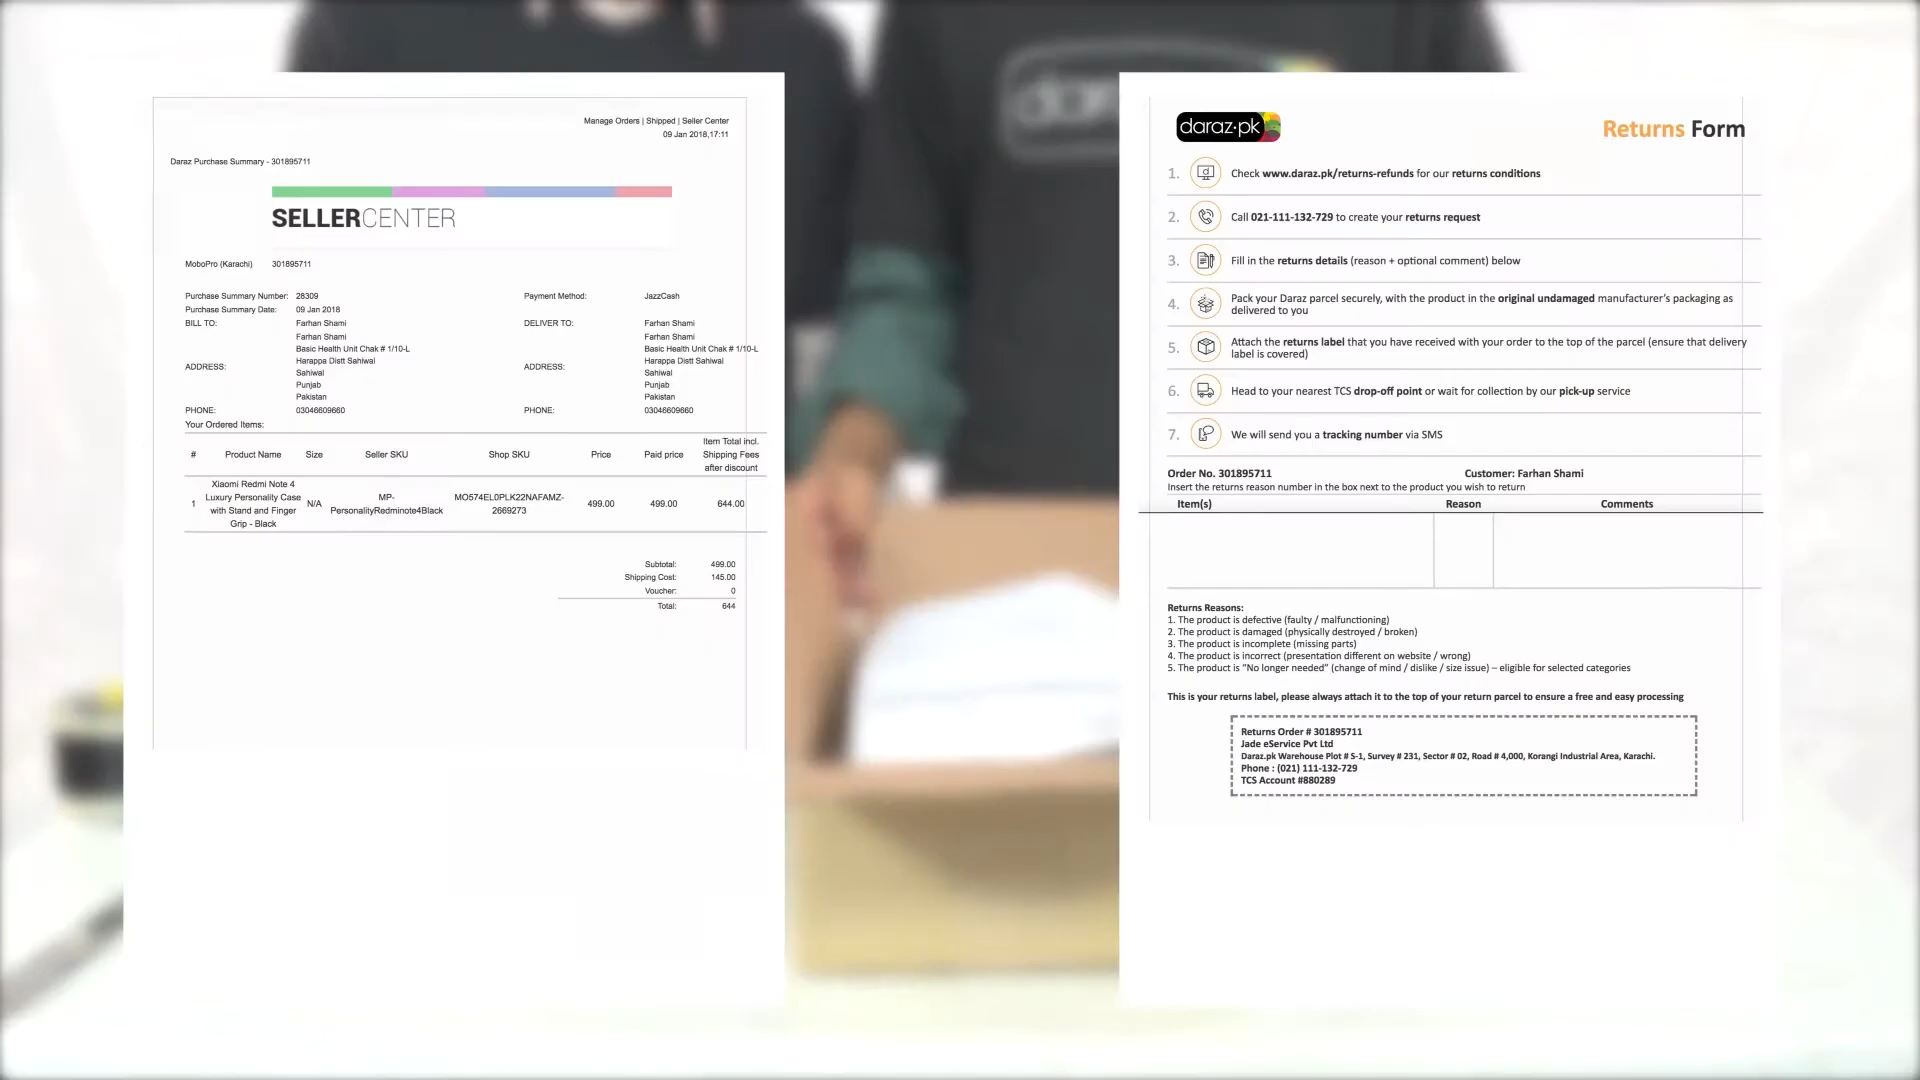 Manage Orders | Shipped | Seller Center
09 Jan 2018,17:11
Daraz Purchase Summary - 301895711
SELLERCENTER
MoboPro (Karachi) 301895711
Purchase Summary Number: 28309 Payment Method: JazzCash
Purchase Summary Date: 09 Jan 2018
BILL TO: Farhan Shami DELIVER TO: Farhan Shami
Farhan Shami Farhan Shami
Basic Health Unit Chak # 1/10-L Basic Health Unit Chak # 1/10-L
ADDRESS: Harappa Distt Sahiwal ADDRESS: Harappa Distt Sahiwal
Sahiwal Sahiwal
Punjab Punjab
Pakistan Pakistan
PHONE: 03046609660 PHONE: 03046609660
Your Ordered Items:
# Product Name Size Seller SKU Shop SKU Price Paid price Item Total incl.
Shipping Fees
after discount
1 Xiaomi Redmi Note 4
Luxury Personality Case
with Stand and Finger
Grip - Black
N/A
MP-
PersonalityRedminote4Black
MO574EL0PLK22NAFAMZ-
2669273
499.00 499.00 644.00
Subtotal: 499.00
Shipping Cost: 145.00
Voucher: 0
Total: 644
daraz.pk
Returns Form
1. Check www.daraz.pk/returns-refunds for our returns conditions
2. Call 021-111-132-729 to create your returns request
3. Fill in the returns details (reason + optional comment) below
4. Pack your Daraz parcel securely, with the product in the original undamaged manufacturer's packaging as
delivered to you
5. Attach the returns label that you have received with your order to the top of the parcel (ensure that delivery
label is covered)
6. Head to your nearest TCS drop-off point or wait for collection by our pick-up service
7. We will send you a tracking number via SMS
Order No. 301895711 Customer: Farhan Shami
Insert the returns reason number in the box next to the product you wish to return
Item(s) Reason Comments
Returns Reasons:
1. The product is defective (faulty / malfunctioning)
2. The product is damaged (physically destroyed / broken)
3. The product is incomplete (missing parts)
4. The product is incorrect (presentation different on website / wrong)
5. The product is "No longer needed" (change of mind / dislike / size issue) – eligible for selected categories
This is your returns label, please always attach it to the top of your return parcel to ensure a free and easy processing
Returns Order # 301895711
Jade eService Pvt Ltd
Daraz.pk Warehouse Plot # S-1, Survey # 231, Sector # 02, Road # 4,000, Korangi Industrial Area, Karachi.
Phone : (021) 111-132-729
TCS Account #880289